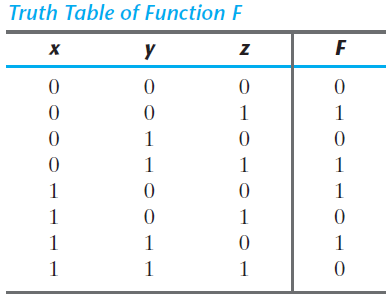 Truth Table of Function F
x y z F
0 0 0 0
0 0 1 1
0 1 0 0
0 1 1 1
1 0 0 1
1 0 1 0
1 1 0 1
1 1 1 0